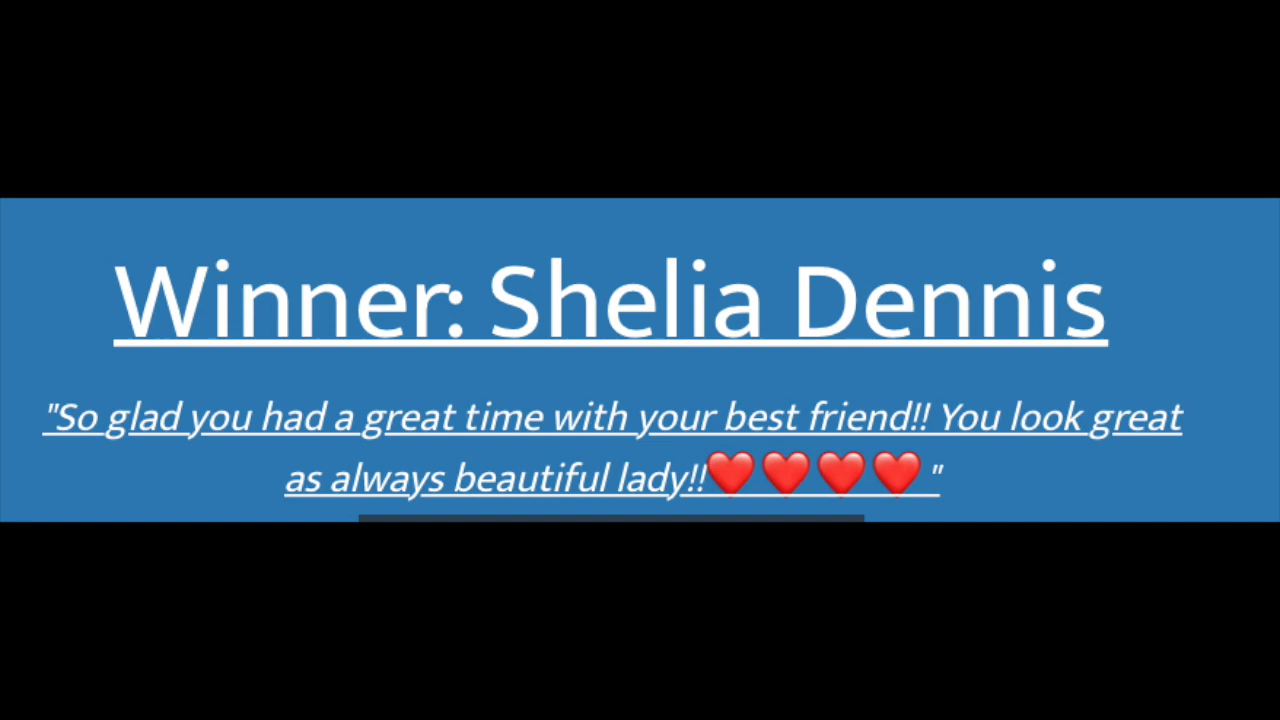 Winner: Shelia Dennis
"So glad you had a great time with your best friend!! You look great
as always beautiful lady!!❤️❤️❤️❤️ "